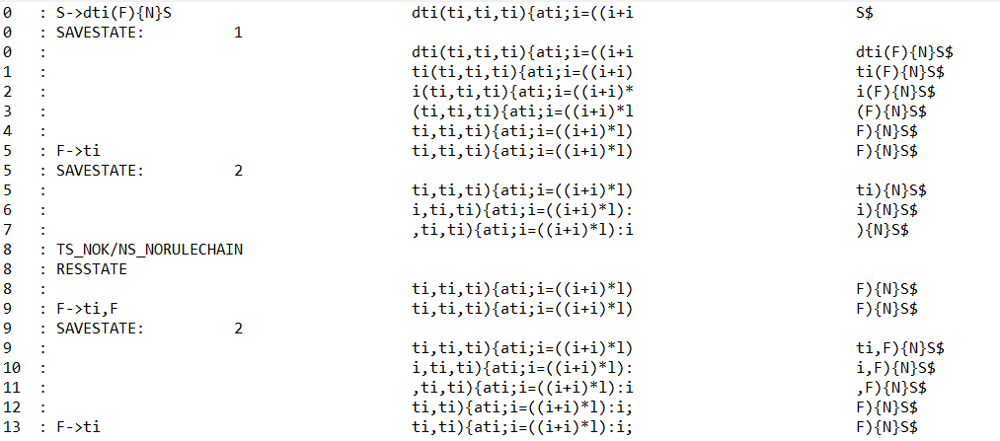 0   : S->dti(F){N}S                          dti(ti,ti,ti){ati;i=((i+i                         S$
0   : SAVESTATE:          1
0   :                                        dti(ti,ti,ti){ati;i=((i+i                         dti(F){N}S$
1   :                                        ti(ti,ti,ti){ati;i=((i+i)                         ti(F){N}S$
2   :                                        i(ti,ti,ti){ati;i=((i+i)*                         i(F){N}S$
3   :                                        (ti,ti,ti){ati;i=((i+i)*l                         (F){N}S$
4   :                                        ti,ti,ti){ati;i=((i+i)*l)                         F){N}S$
5   : F->ti                                  ti,ti,ti){ati;i=((i+i)*l)                         F){N}S$
5   : SAVESTATE:          2
5   :                                        ti,ti,ti){ati;i=((i+i)*l)                         ti){N}S$
6   :                                        i,ti,ti){ati;i=((i+i)*l):                         i){N}S$
7   :                                        ,ti,ti){ati;i=((i+i)*l):i                         ){N}S$
8   : TS_NOK/NS_NORULECHAIN
8   : RESSTATE
8   :                                        ti,ti,ti){ati;i=((i+i)*l)                         F){N}S$
9   : F->ti,F                                ti,ti,ti){ati;i=((i+i)*l)                         F){N}S$
9   : SAVESTATE:          2
9   :                                        ti,ti,ti){ati;i=((i+i)*l)                         ti,F){N}S$
10  :                                        i,ti,ti){ati;i=((i+i)*l):                         i,F){N}S$
11  :                                        ,ti,ti){ati;i=((i+i)*l):i                         ,F){N}S$
12  :                                        ti,ti){ati;i=((i+i)*l):i;                         F){N}S$
13  : F->ti                                  ti,ti){ati;i=((i+i)*l):i;                         F){N}S$